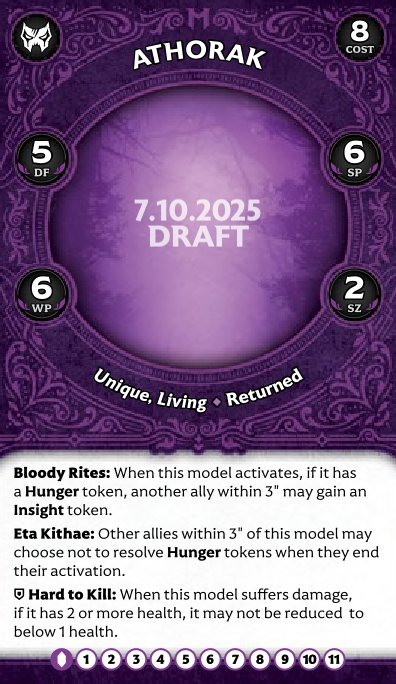 ATHORAK
8
COST
5
DF
6
SP
7.10.2025
DRAFT
6
WP
2
SZ
Unique, Living ◆ Returned
Bloody Rites: When this model activates, if it has
a Hunger token, another ally within 3" may gain an
Insight token.
Eta Kithae: Other allies within 3" of this model may
choose not to resolve Hunger tokens when they end
their activation.
Hard to Kill: When this model suffers damage,
if it has 2 or more health, it may not be reduced to
below 1 health.
1 2 3 4 5 6 7 8 9 10 11